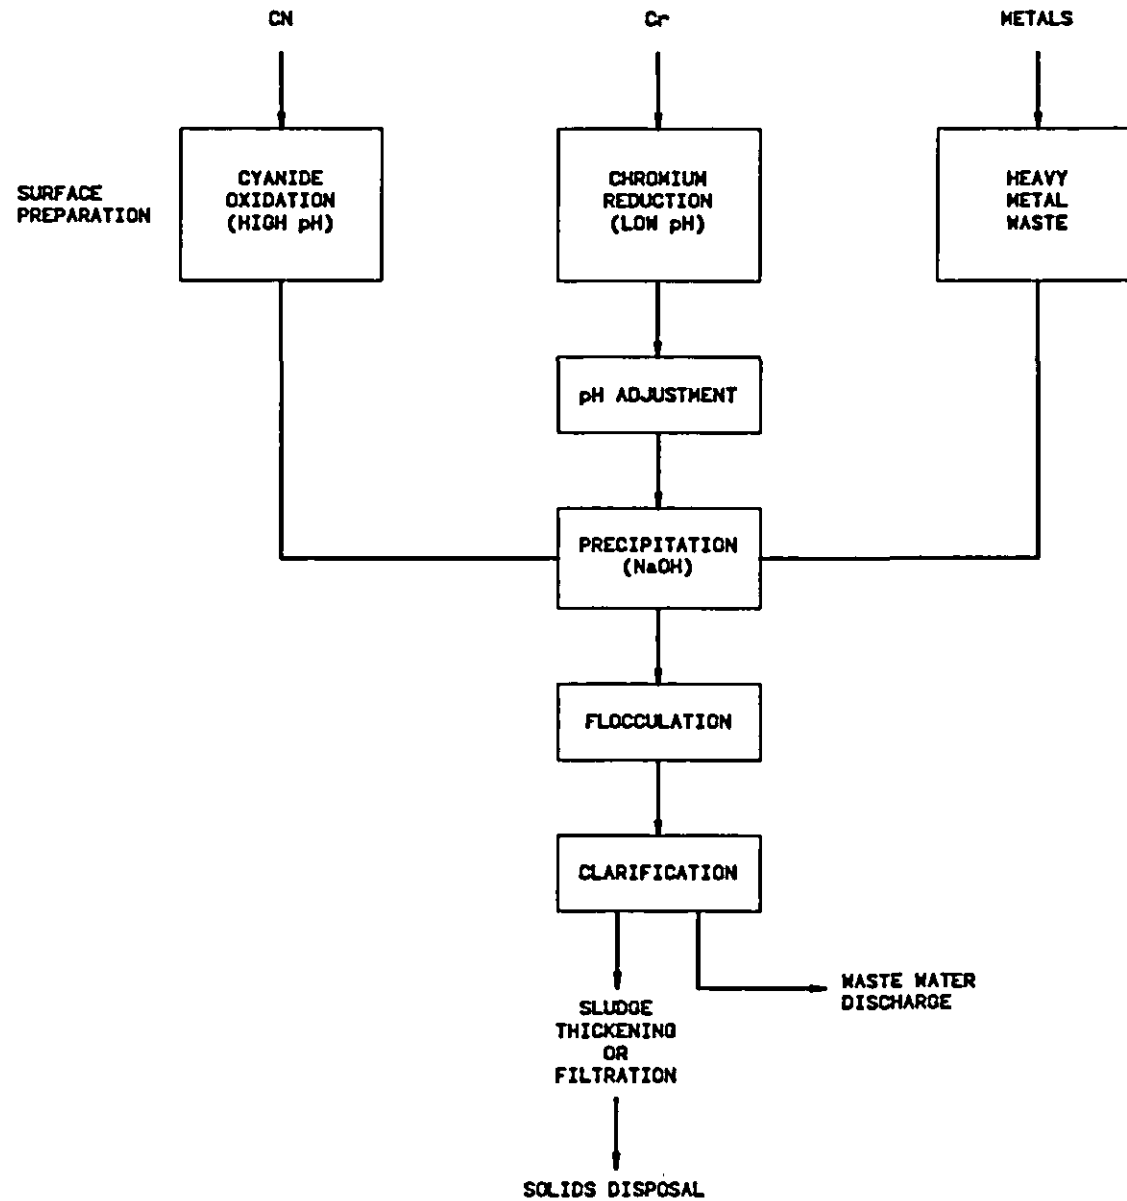 CN
Cr
METALS
SURFACE
PREPARATION
CYANIDE
OXIDATION
(HIGH pH)
CHROMIUM
REDUCTION
(LOW pH)
HEAVY
METAL
WASTE
pH ADJUSTMENT
PRECIPITATION
(NaOH)
FLOCCULATION
CLARIFICATION
WASTE WATER
DISCHARGE
SLUDGE
THICKENING
OR
FILTRATION
SOLIDS DISPOSAL